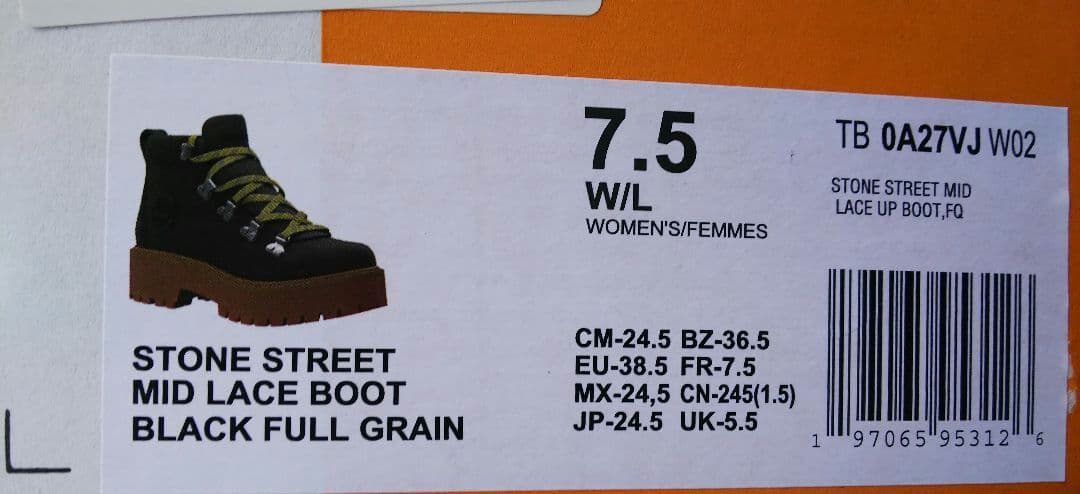 7.5
W/L
WOMEN'S/FEMMES
TB 0A27VJ W02
STONE STREET MID
LACE UP BOOT,FQ
STONE STREET
MID LACE BOOT
BLACK FULL GRAIN
CM-24.5 BZ-36.5
EU-38.5 FR-7.5
MX-24,5 CN-245(1.5)
JP-24.5 UK-5.5
1 97065 95312 6